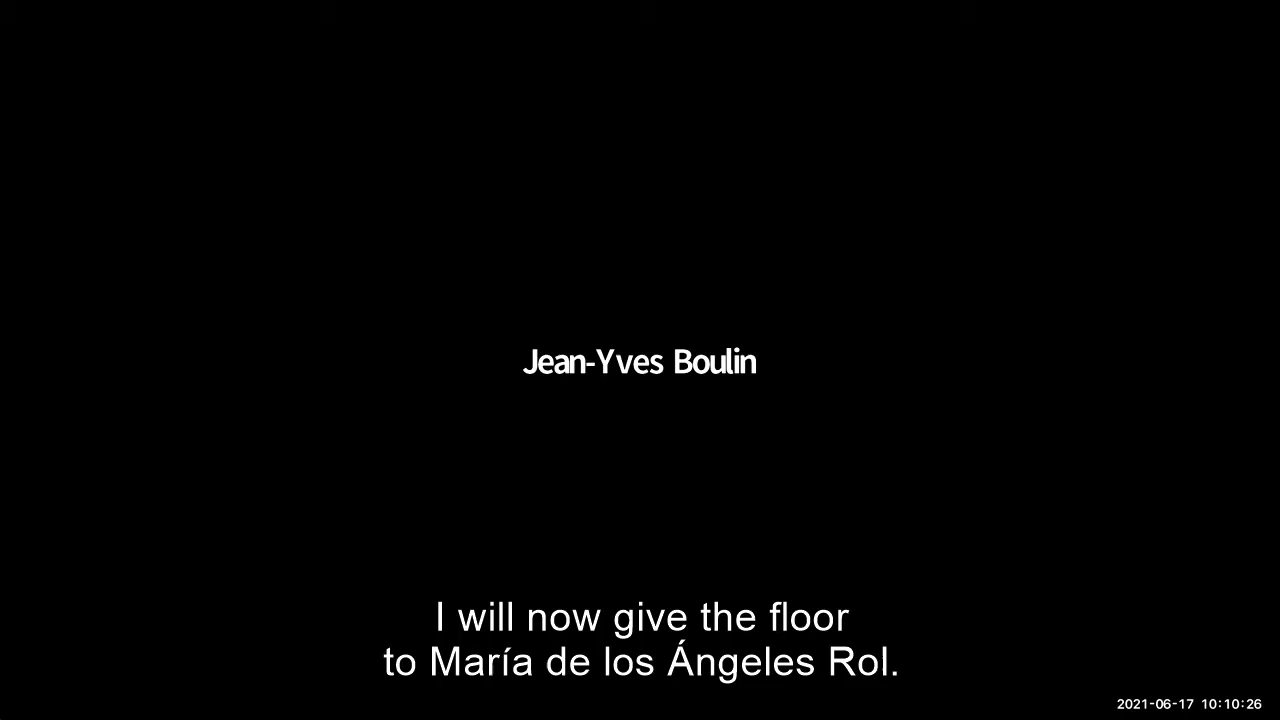 Jean-Yves Boulin
I will now give the floor
to María de los Ángeles Rol.
2021-06-17 10:10:26